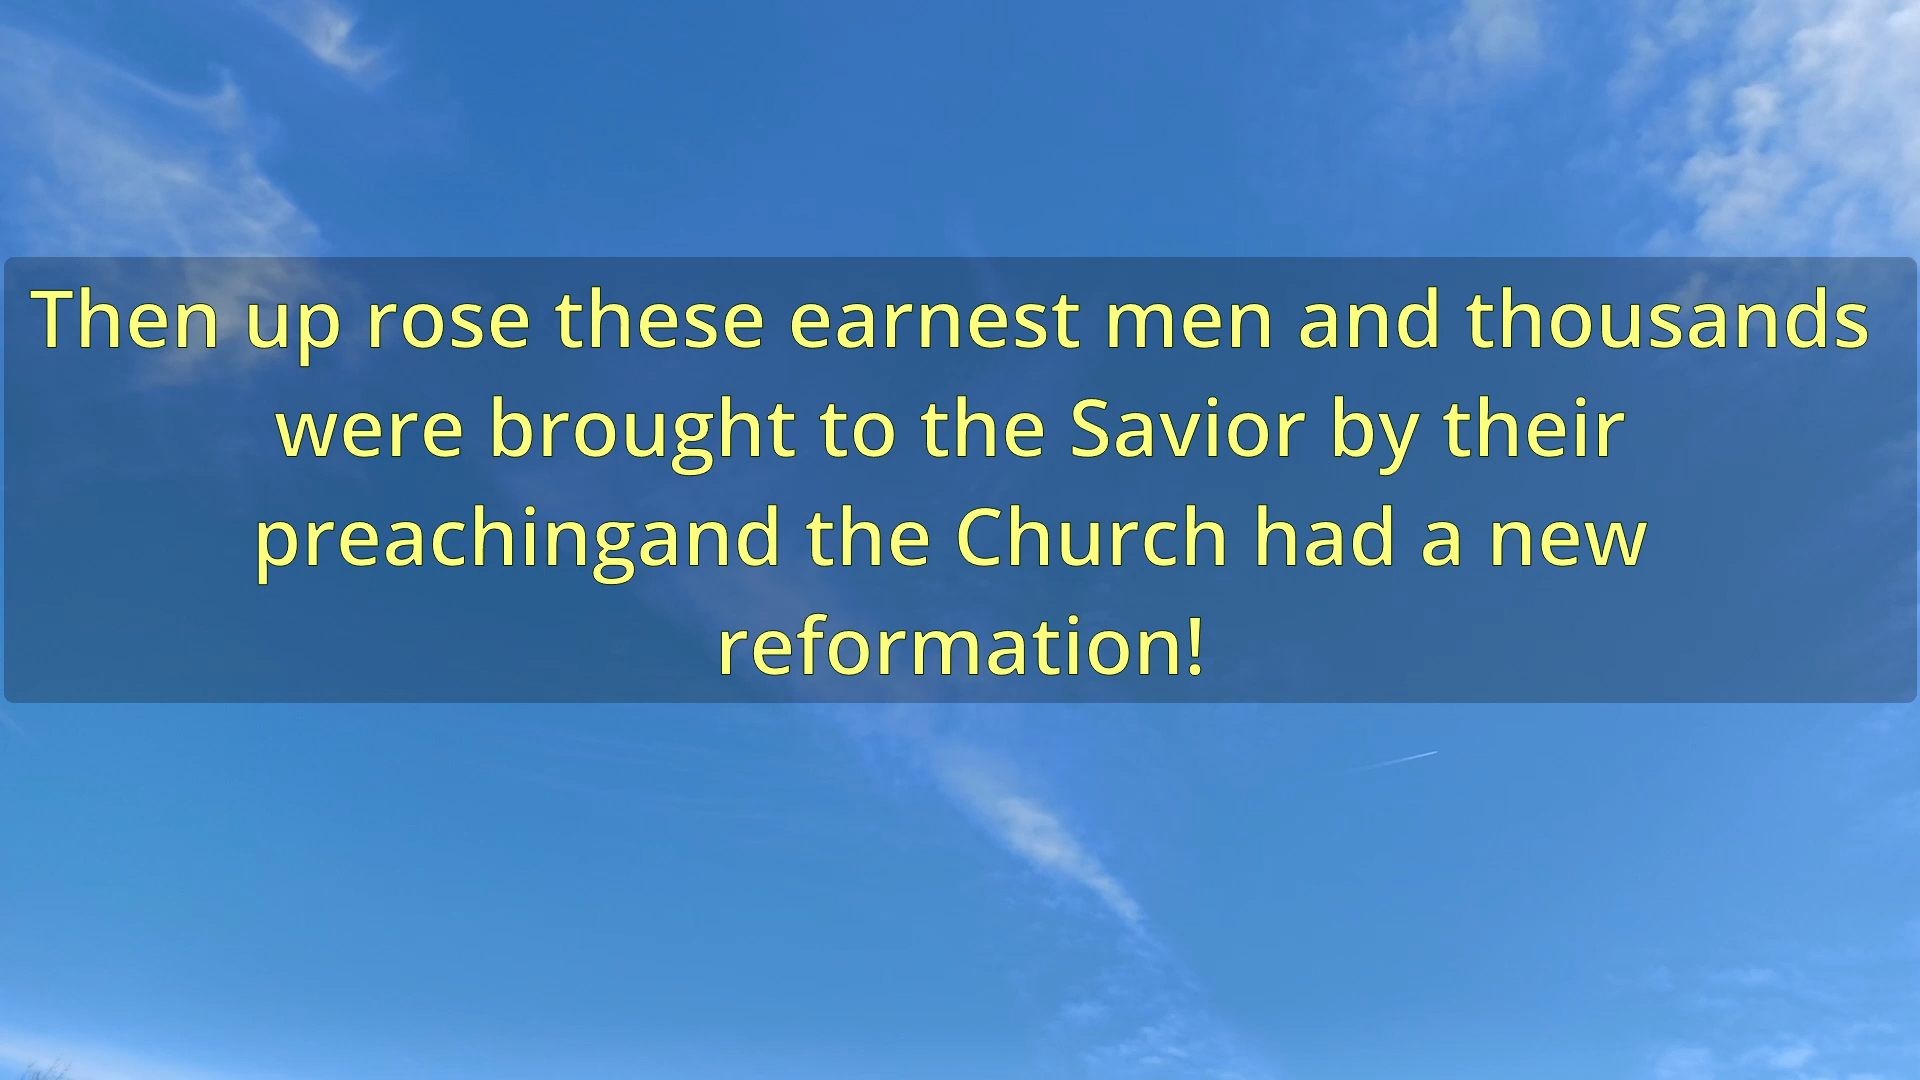 Then up rose these earnest men and thousands
were brought to the Savior by their
preachingand the Church had a new
reformation!